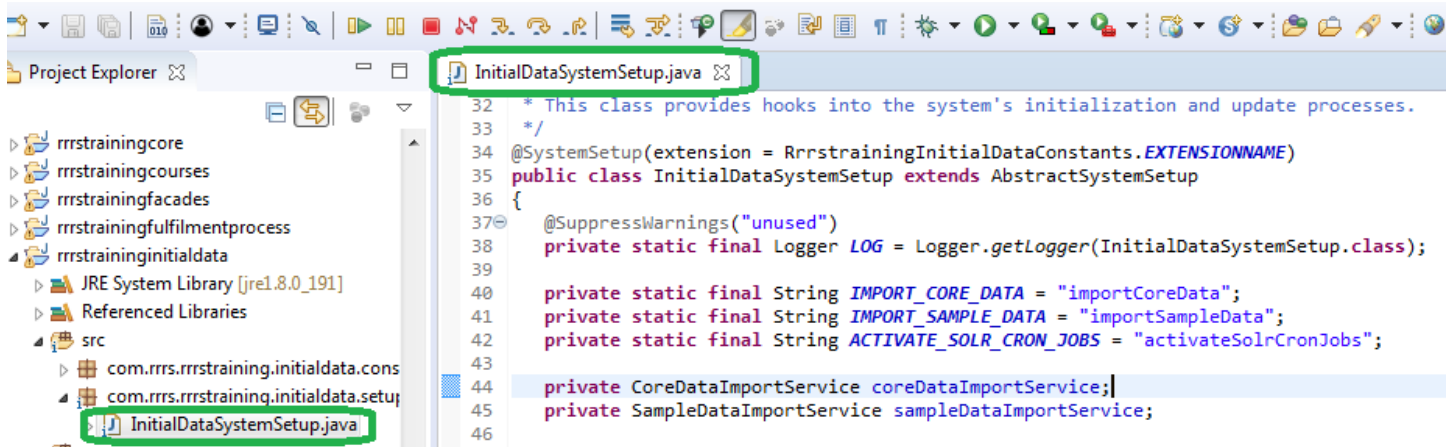 Project Explorer
InitialDataSystemSetup.java
rrrstrainingcore
rrrstrainingcourses
rrrstrainingfacades
rrrstrainingfulfilmentprocess
rrrstraininginitialdata
JRE System Library [jre1.8.0_191]
Referenced Libraries
src
com.rrrs.rrrstraining.initialdata.cons
com.rrrs.rrrstraining.initialdata.setup
InitialDataSystemSetup.java
32 * This class provides hooks into the system's initialization and update processes.
33 */
34 @SystemSetup(extension = RrrstrainingInitialDataConstants.EXTENSIONNAME)
35 public class InitialDataSystemSetup extends AbstractSystemSetup
36 {
37 @SuppressWarnings("unused")
38 private static final Logger LOG = Logger.getLogger(InitialDataSystemSetup.class);
39
40 private static final String IMPORT_CORE_DATA = "importCoreData";
41 private static final String IMPORT_SAMPLE_DATA = "importSampleData";
42 private static final String ACTIVATE_SOLR_CRON_JOBS = "activateSolrCronJobs";
43
44 private CoreDataImportService coreDataImportService;
45 private SampleDataImportService sampleDataImportService;
46